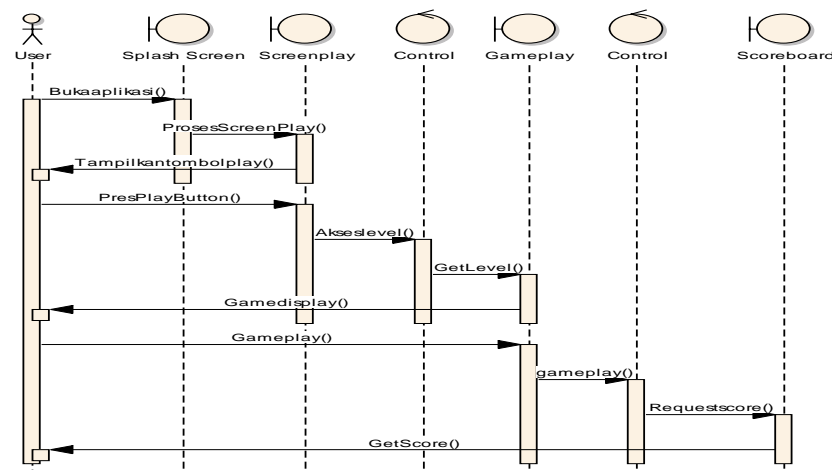 User
Splash Screen
Screenplay
Control
Gameplay
Control
Scoreboard
Bukaaplikasi()
ProsesScreenPlay()
Tampilkantombolplay()
PresPlayButton()
Akseslevel()
GetLevel()
Gamedisplay()
Gameplay()
gameplay()
Requestscore()
GetScore()